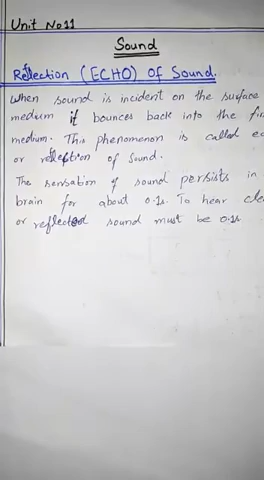 Unit No 11
Sound
Reflection (ECHO) Of Sound.
When sound is incident on the surface
medium it bounces back into the
medium. This phenomenon is called
or reflection of sound.
The sensation of sound persists in
brain for about 0.1s. To hear
or reflected sound must be 0.1s.